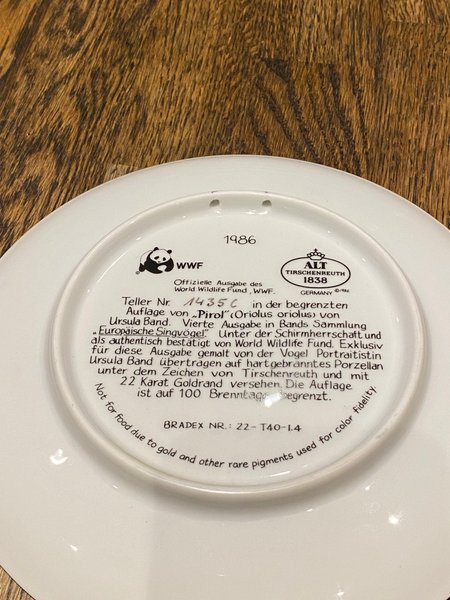 1986
WWF
ALT
TIRSCHENREUTH
1838
GERMANY
Offizielle Ausgabe des
World Wildlife Fund, WWF.
Teller Nr. 1435C in der begrenzten
Auflage von „Pirol" (Oriolus oriolus) von
Ursula Band. Vierte Ausgabe in Bands Sammlung
„Europäische Singvögel". Unter der Schirmherrschaft und
als authentisch bestätigt von World Wildlife Fund. Exklusiv
für diese Ausgabe gemalt von der Vogel Portraitistin
Ursula Band übertragen auf hartgebranntes Porzellan
unter dem Zeichen von Tirschenreuth und mit
22 Karat Goldrand versehen. Die Auflage
ist auf 100 Brenntage begrenzt.
BRADEX NR.: 22-T40-1.4
Not for food due to gold and other rare pigments used for color fidelity.